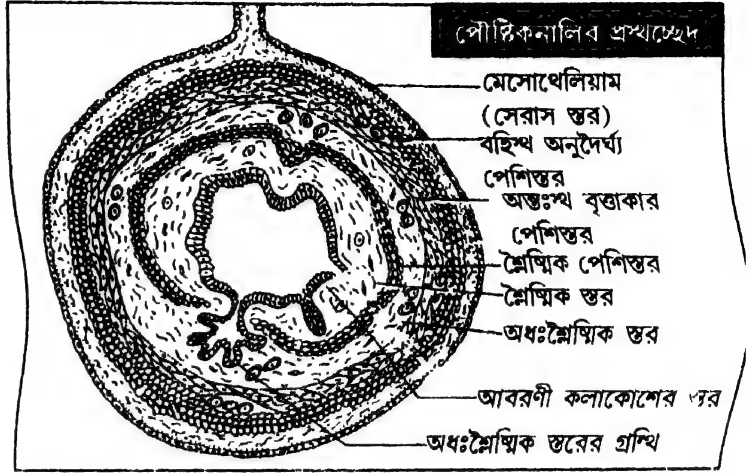 পৌষ্টিকনালির প্রস্থচ্ছেদ
মেসোথেলিয়াম
(সেরাস স্তর)
বহিস্থ অনুদৈর্ঘ্য
পেশিস্তর
অন্তঃস্থ বৃত্তাকার
পেশিস্তর
শ্লৈষ্মিক পেশিস্তর
শ্লৈষ্মিক স্তর
অধঃশ্লৈষ্মিক স্তর
আবরণী কলাকোশের স্তর
অধঃশ্লৈষ্মিক স্তরের গ্রন্থি